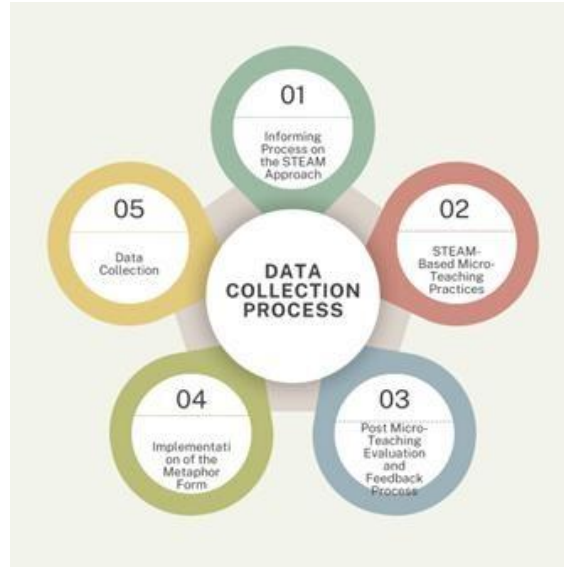 01
Informing
Process on
the STEAM
Approach
02
STEAM-
Based Micro-
Teaching
Practices
03
Post Micro-
Teaching
Evaluation
and
Feedback
Process
04
Implementati
on of the
Metaphor
Form
05
Data
Collection
DATA
COLLECTION
PROCESS